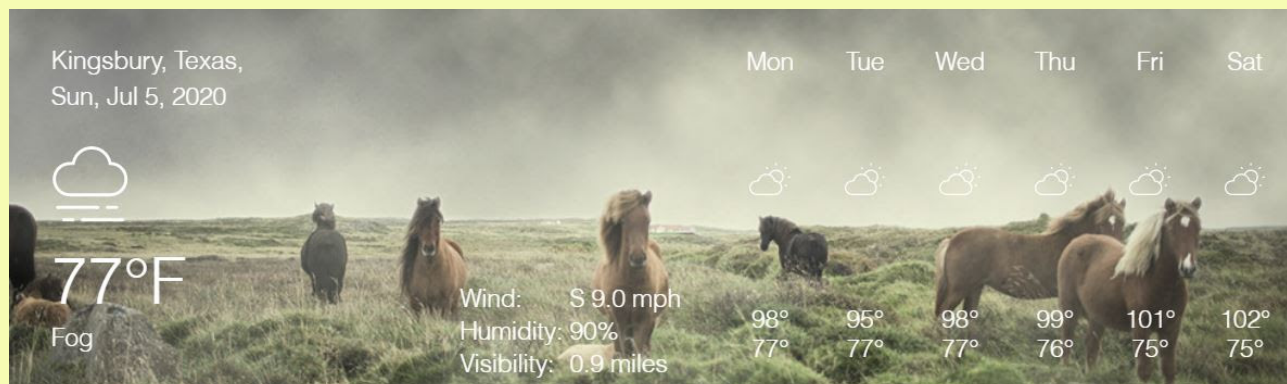 Kingsbury, Texas,
Sun, Jul 5, 2020
77°F
Fog
Wind: S 9.0 mph
Humidity: 90%
Visibility: 0.9 miles
Mon Tue Wed Thu Fri Sat
98° 95° 98° 99° 101° 102°
77° 77° 77° 76° 75° 75°